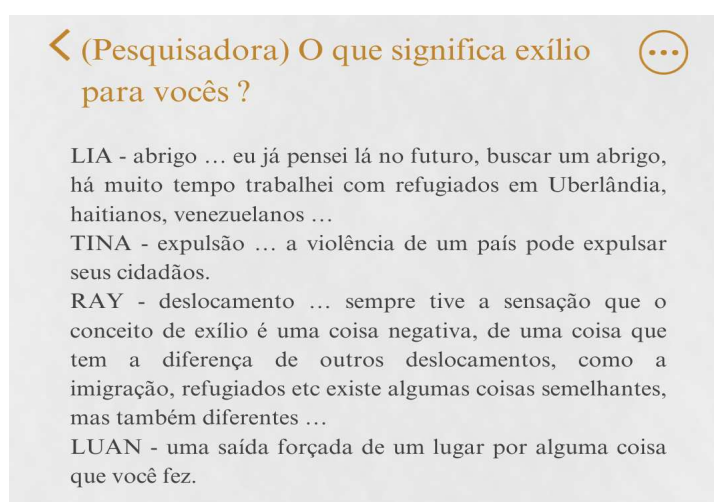 (Pesquisadora) O que significa exílio
para vocês ?
LIA - abrigo … eu já pensei lá no futuro, buscar um abrigo,
há muito tempo trabalhei com refugiados em Uberlândia,
haitianos, venezuelanos …
TINA - expulsão … a violência de um país pode expulsar
seus cidadãos.
RAY - deslocamento … sempre tive a sensação que o
conceito de exílio é uma coisa negativa, de uma coisa que
tem a diferença de outros deslocamentos, como a
imigração, refugiados etc existe algumas coisas semelhantes,
mas também diferentes …
LUAN - uma saída forçada de um lugar por alguma coisa
que você fez.